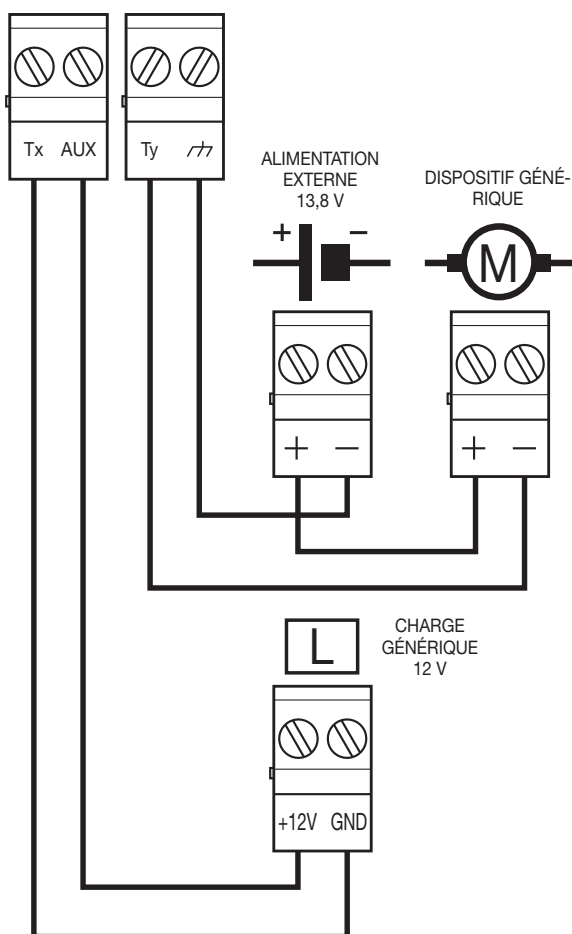 Tx AUX Ty
ALIMENTATION
EXTERNE
13,8 V
DISPOSITIF GÉNÉ-
RIQUE
+ –
M
+ –
+ –
L
CHARGE
GÉNÉRIQUE
12 V
+12V GND